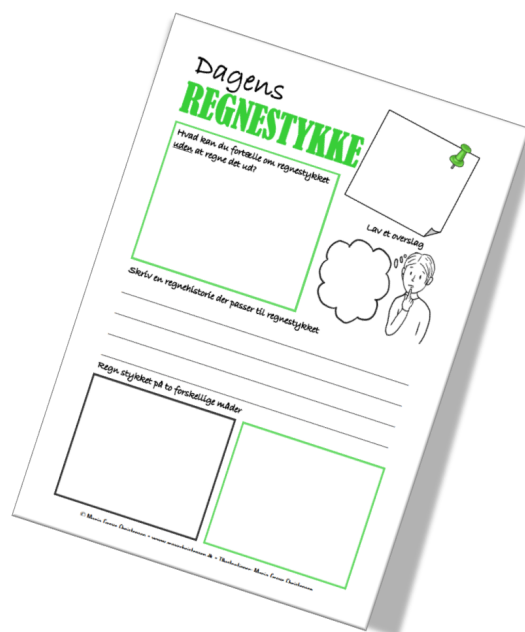 Dagens
REGNESTYKKE
Hvad kan du fortælle om regnestykket
uden at regne det ud?
Lav et overslag
Skriv en regnehistorie der passer til regnestykket
Regn stykket på to forskellige måder